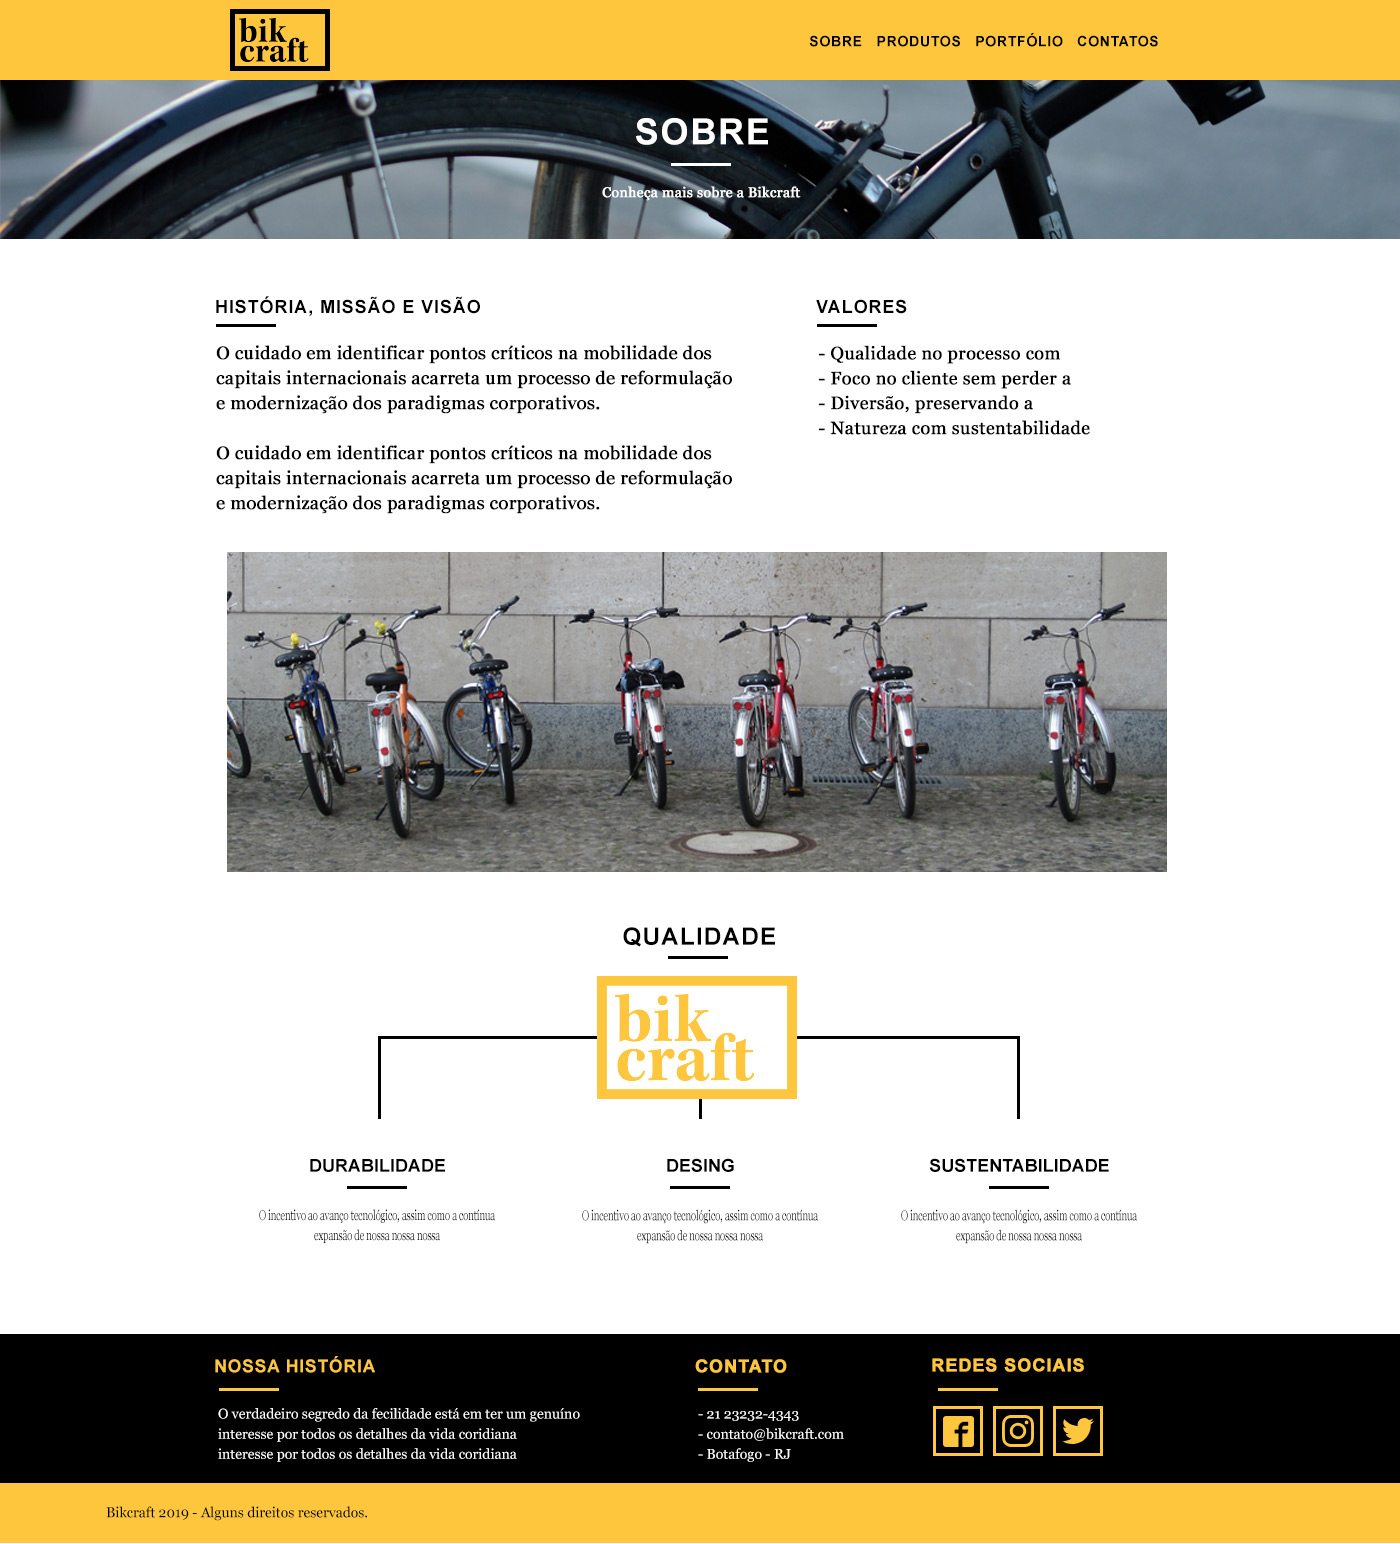 bik
craft
SOBRE PRODUTOS PORTFÓLIO CONTATOS
SOBRE
Conheça mais sobre a Bikcraft
HISTÓRIA, MISSÃO E VISÃO
O cuidado em identificar pontos críticos na mobilidade dos
capitais internacionais acarreta um processo de reformulação
e modernização dos paradigmas corporativos.
O cuidado em identificar pontos críticos na mobilidade dos
capitais internacionais acarreta um processo de reformulação
e modernização dos paradigmas corporativos.
VALORES
- Qualidade no processo com
- Foco no cliente sem perder a
- Diversão, preservando a
- Natureza com sustentabilidade
QUALIDADE
bik
craft
DURABILIDADE
O incentivo ao avanço tecnológico, assim como a contínua
expansão de nossa nossa nossa
DESING
O incentivo ao avanço tecnológico, assim como a contínua
expansão de nossa nossa nossa
SUSTENTABILIDADE
O incentivo ao avanço tecnológico, assim como a contínua
expansão de nossa nossa nossa
NOSSA HISTÓRIA
O verdadeiro segredo da fecilidade está em ter um genuíno
interesse por todos os detalhes da vida coridiana
interesse por todos os detalhes da vida coridiana
CONTATO
- 21 23232-4343
- contato@bikcraft.com
- Botafogo - RJ
REDES SOCIAIS
Bikcraft 2019 - Alguns direitos reservados.